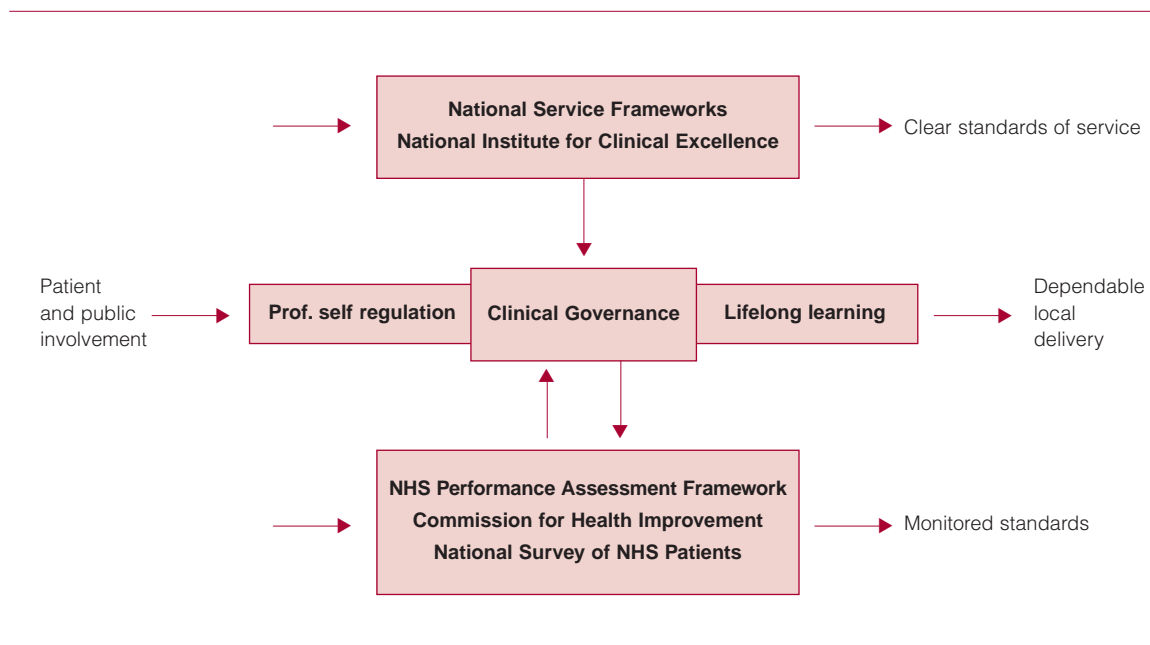 National Service Frameworks
National Institute for Clinical Excellence
Clear standards of service
Patient
and public
involvement
Prof. self regulation
Clinical Governance
Lifelong learning
Dependable
local
delivery
NHS Performance Assessment Framework
Commission for Health Improvement
National Survey of NHS Patients
Monitored standards